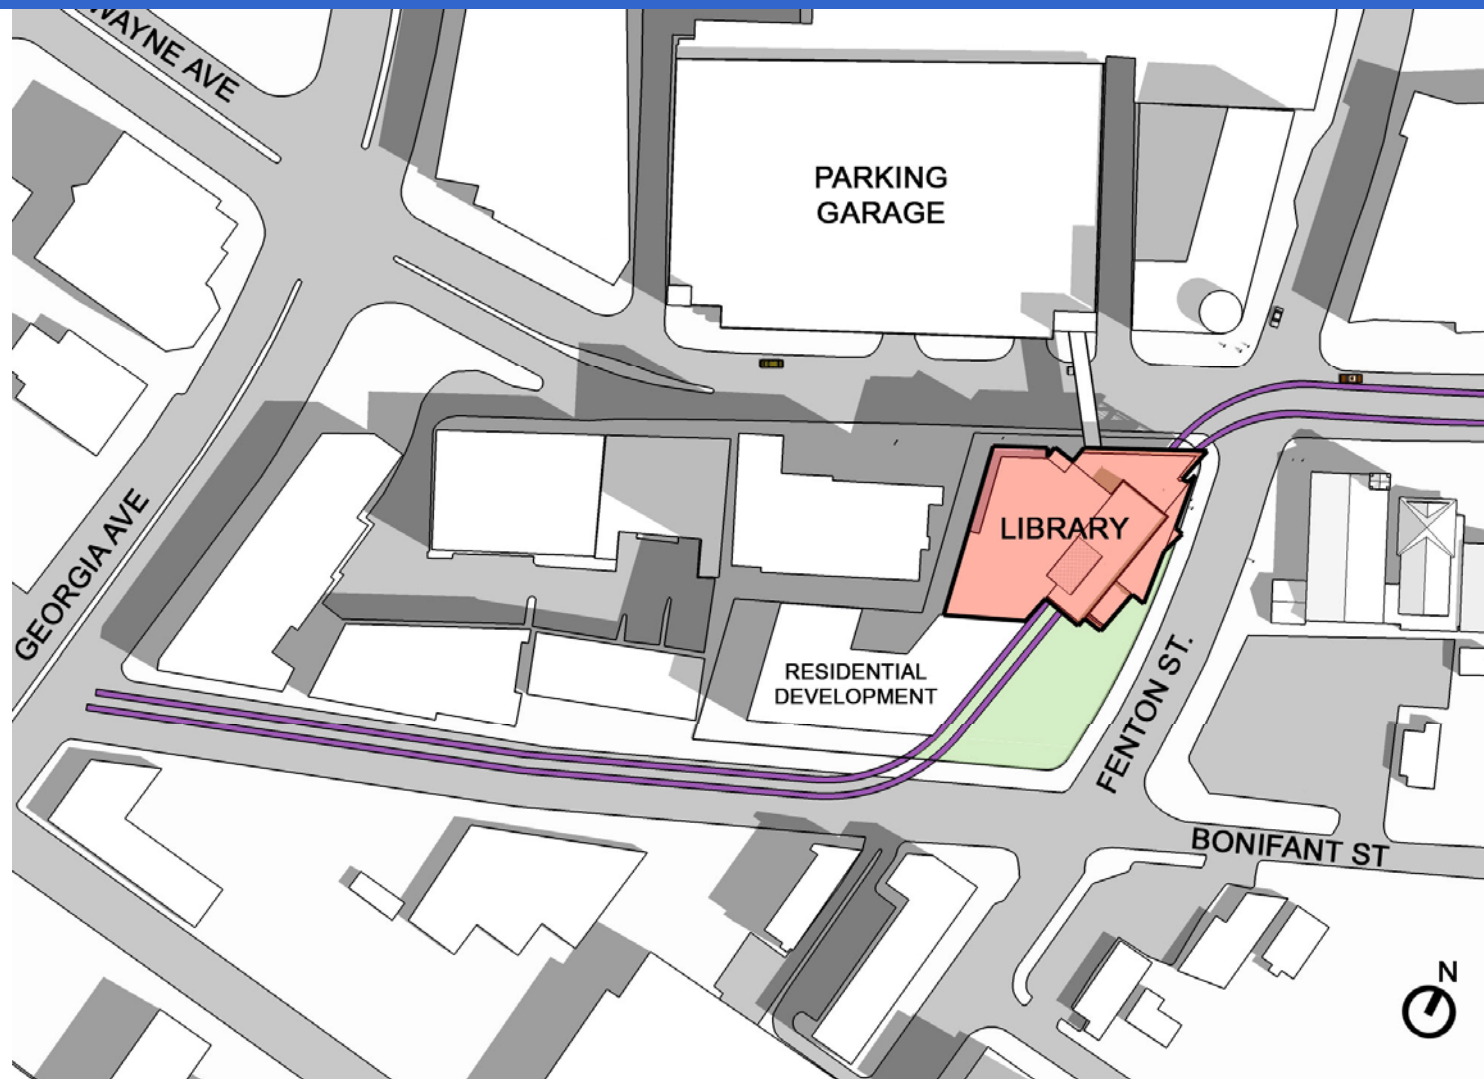 WAYNE AVE
PARKING
GARAGE
LIBRARY
GEORGIA AVE
RESIDENTIAL
DEVELOPMENT
FENTON ST.
BONIFANT ST
N